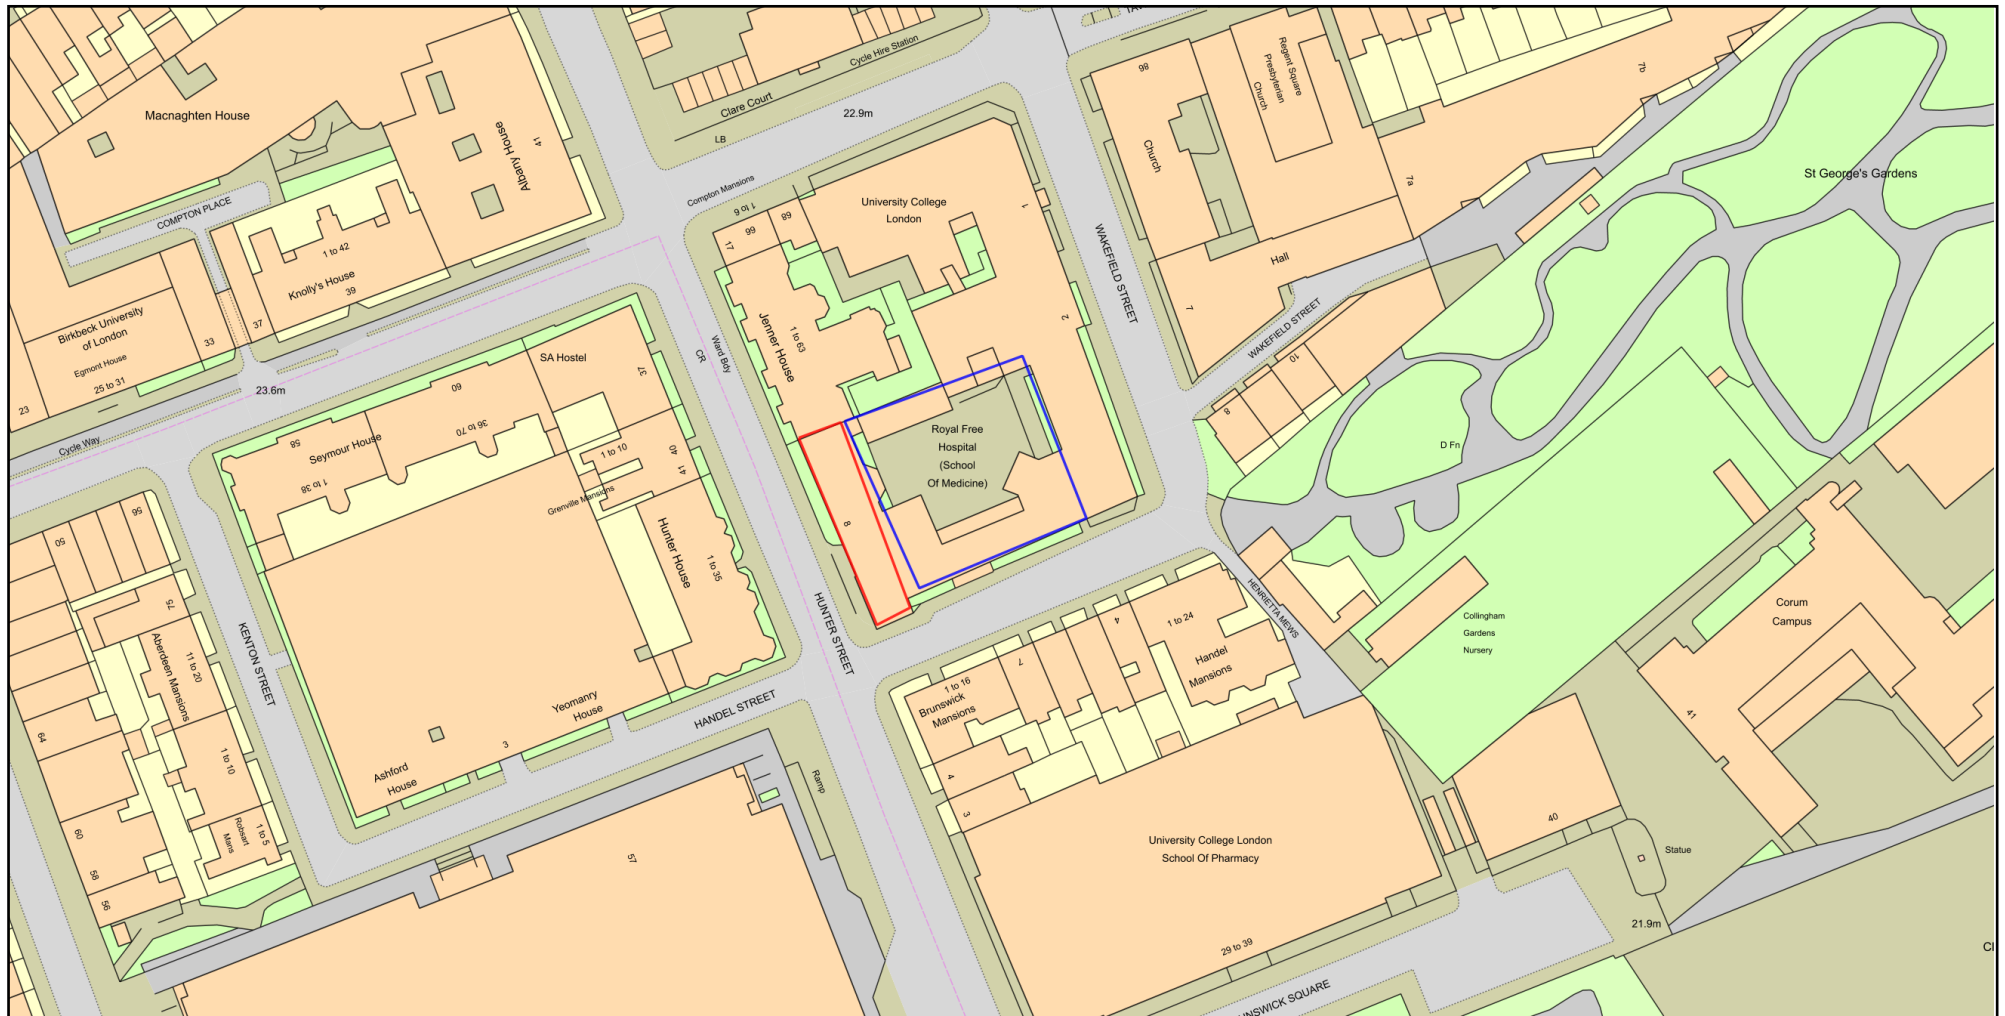 Macnaghten House
Albany House
41
COMPTON PLACE
1 to 42
Knolly's House
39
37
33
Birkbeck University
of London
Egmont House
25 to 31
23
Cycle Way
23.6m
Cycle Hire Station
Clare Court
LB
22.9m
Compton Mansions
1 to 6
68
66
17
University College
London
1
2
Jenner House
1 to 63
Ward Bdy
CR
Royal Free
Hospital
(School
Of Medicine)
8
WAKEFIELD STREET
86
Church
Regent Square
Presbyterian
Church
7b
7a
Hall
7
WAKEFIELD STREET
10
8
St George's Gardens
D Fn
SA Hostel
37
60
58
Seymour House
36 to 70
1 to 38
1 to 10
40
41
Grenville Mansions
Hunter House
1 to 35
56
50
75
Aberdeen Mansions
11 to 20
KENTON STREET
64
1 to 10
Robsart
Mans
1 to 5
60
58
56
Yeomanry
House
3
Ashford
House
HANDEL STREET
HUNTER STREET
57
Ramp
1 to 16
Brunswick
Mansions
7
4
1 to 24
Handel
Mansions
HENRIETTA MEWS
4
3
University College London
School Of Pharmacy
29 to 39
Collingham
Gardens
Nursery
Corum
Campus
41
40
Statue
21.9m
NSWICK SQUARE